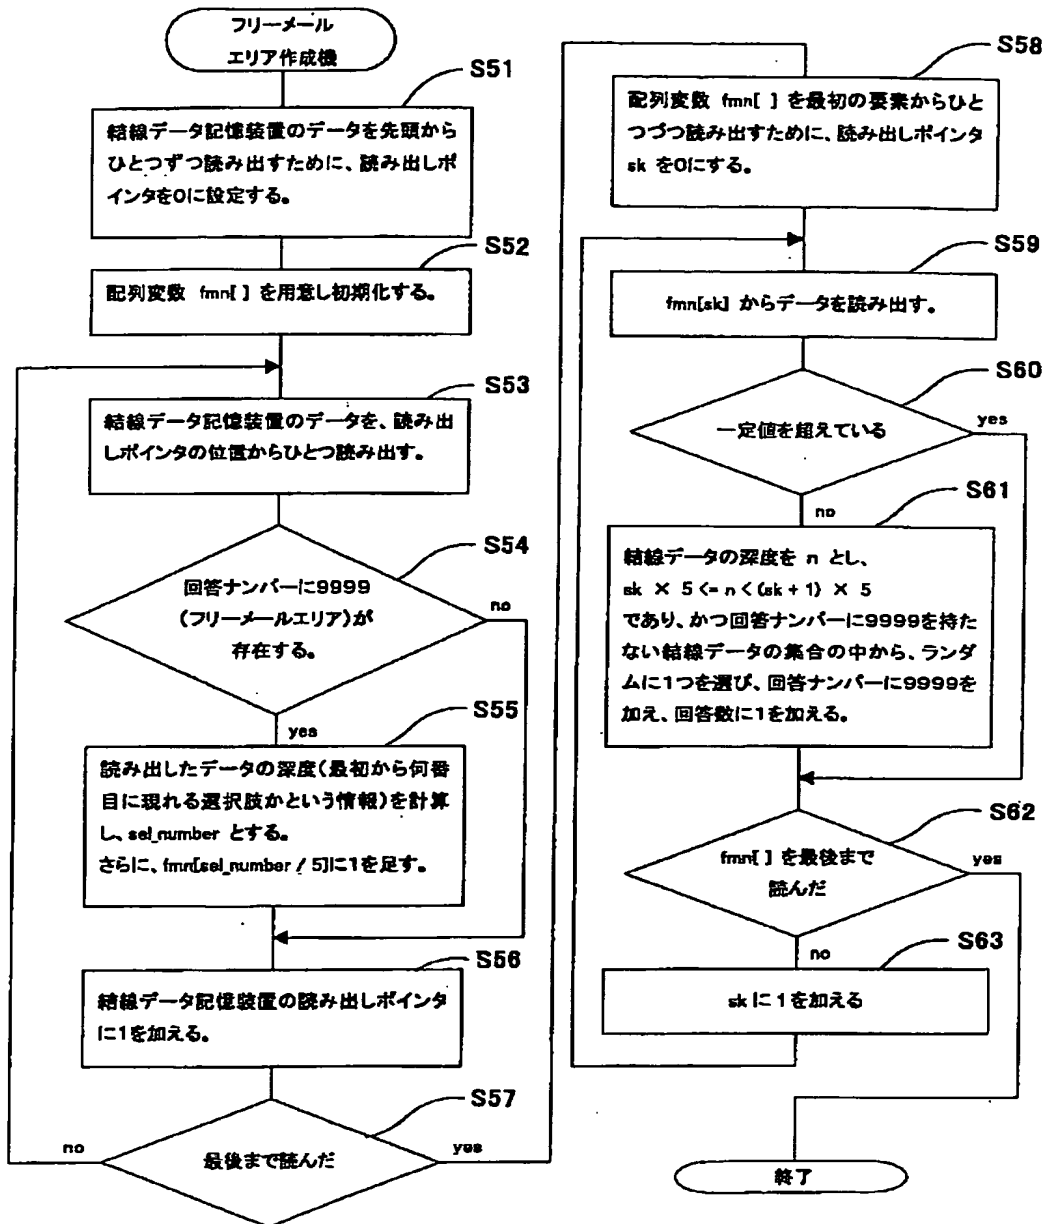 フリーメール
エリア作成機
S51
結線データ記憶装置のデータを先頭から
ひとつずつ読み出すために、読み出しポ
インタを0に設定する。
S52
配列変数 fmn[ ] を用意し初期化する。
S53
結線データ記憶装置のデータを、読み出
しポインタの位置からひとつ読み出す。
S54
回答ナンバーに9999
(フリーメールエリア)が
存在する。
no
yes
S55
読み出したデータの深度(最初から何番
目に現れる選択肢かという情報)を計算
し、sel_number とする。
さらに、fmn[sel_number / 5]に1を足す。
S56
結線データ記憶装置の読み出しポインタ
に1を加える。
S57
no
最後まで読んだ
yes
S58
配列変数 fmn[ ] を最初の要素からひと
つづつ読み出すために、読み出しポインタ
sk を0にする。
S59
fmn[sk] からデータを読み出す。
S60
一定値を超えている
yes
no
S61
結線データの深度を n とし、
sk × 5 <= n < (sk + 1) × 5
であり、かつ回答ナンバーに9999を持た
ない結線データの集合の中から、ランダ
ムに1つを選び、回答ナンバーに9999を
加え、回答数に1を加える。
S62
fmn[ ] を最後まで
読んだ
yes
no
S63
sk に 1 を加える
終了